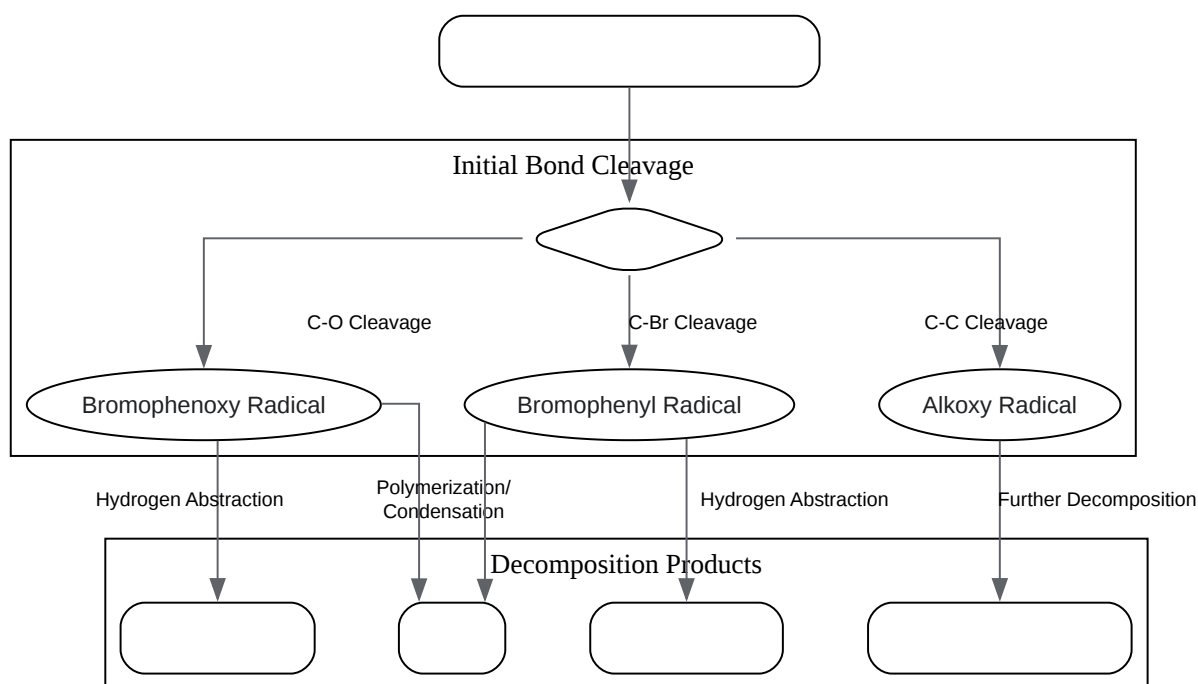 Initial Bond Cleavage
C-O Cleavage
C-Br Cleavage
C-C Cleavage
Bromophenoxy Radical
Bromophenyl Radical
Alkoxy Radical
Hydrogen Abstraction
Polymerization/
Condensation
Hydrogen Abstraction
Further Decomposition
Decomposition Products